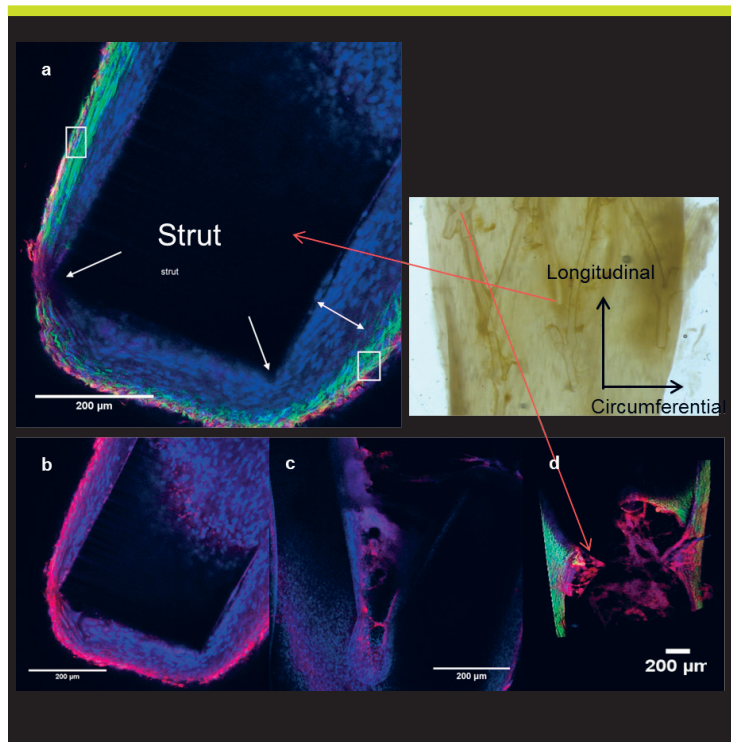 a
Strut
strut
200 µm
Longitudinal
Circumferential
b
200 µm
c
200 µm
d
200 µm